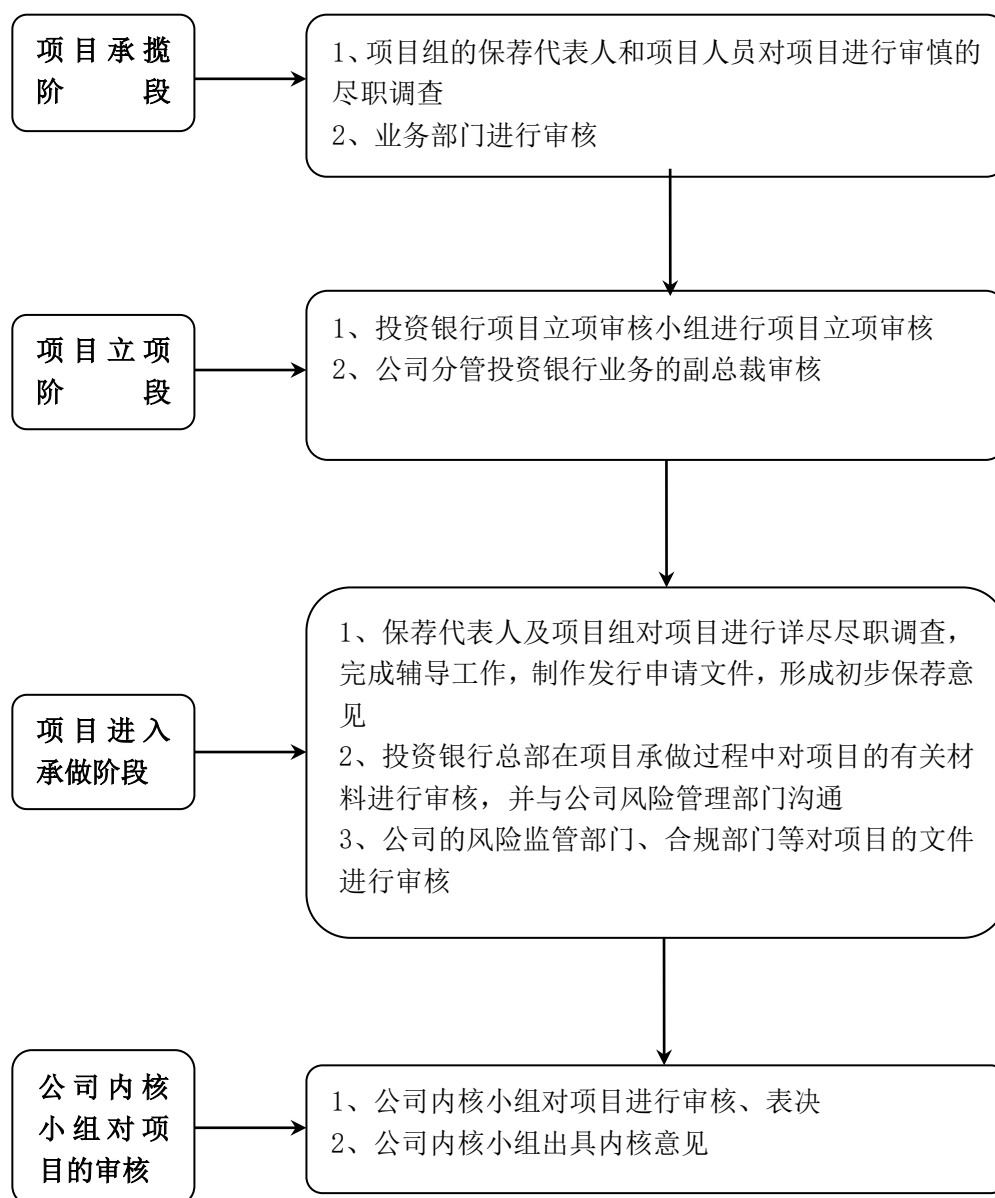 项目承揽
阶段
1、项目组的保荐代表人和项目人员对项目进行审慎的
尽职调查
2、业务部门进行审核
项目立项
阶段
1、投资银行项目立项审核小组进行项目立项审核
2、公司分管投资银行业务的副总裁审核
项目进入
承做阶段
1、保荐代表人及项目组对项目进行详尽尽职调查，
完成辅导工作，制作发行申请文件，形成初步保荐意
见
2、投资银行总部在项目承做过程中对项目的有关材
料进行审核，并与公司风险管理部门沟通
3、公司的风险监管部门、合规部门等对项目的文件
进行审核
公司内核
小组对项
目的审核
1、公司内核小组对项目进行审核、表决
2、公司内核小组出具内核意见